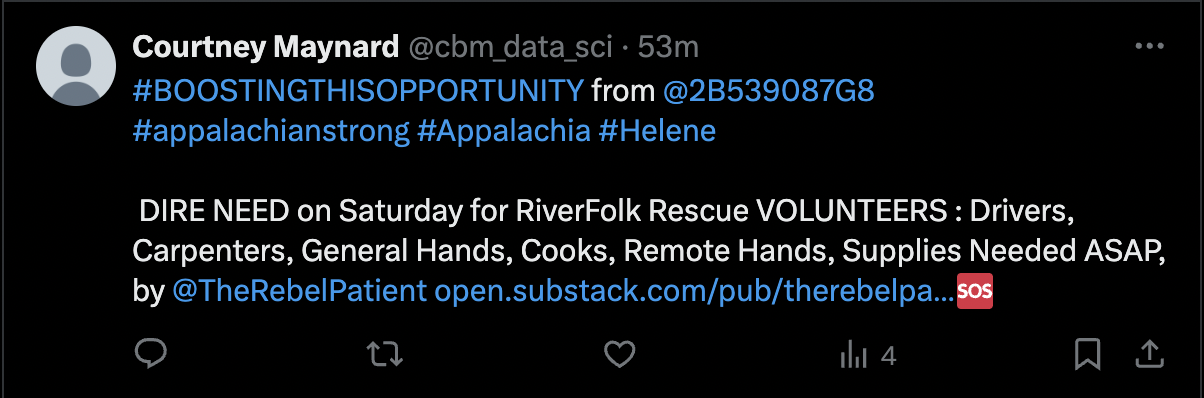 Courtney Maynard @cbm_data_sci · 53m
#BOOSTINGTHISOPPORTUNITY from @2B539087G8
#appalachianstrong #Appalachia #Helene
DIRE NEED on Saturday for RiverFolk Rescue VOLUNTEERS : Drivers,
Carpenters, General Hands, Cooks, Remote Hands, Supplies Needed ASAP,
by @TheRebelPatient open.substack.com/pub/therebelpa…🆘
4